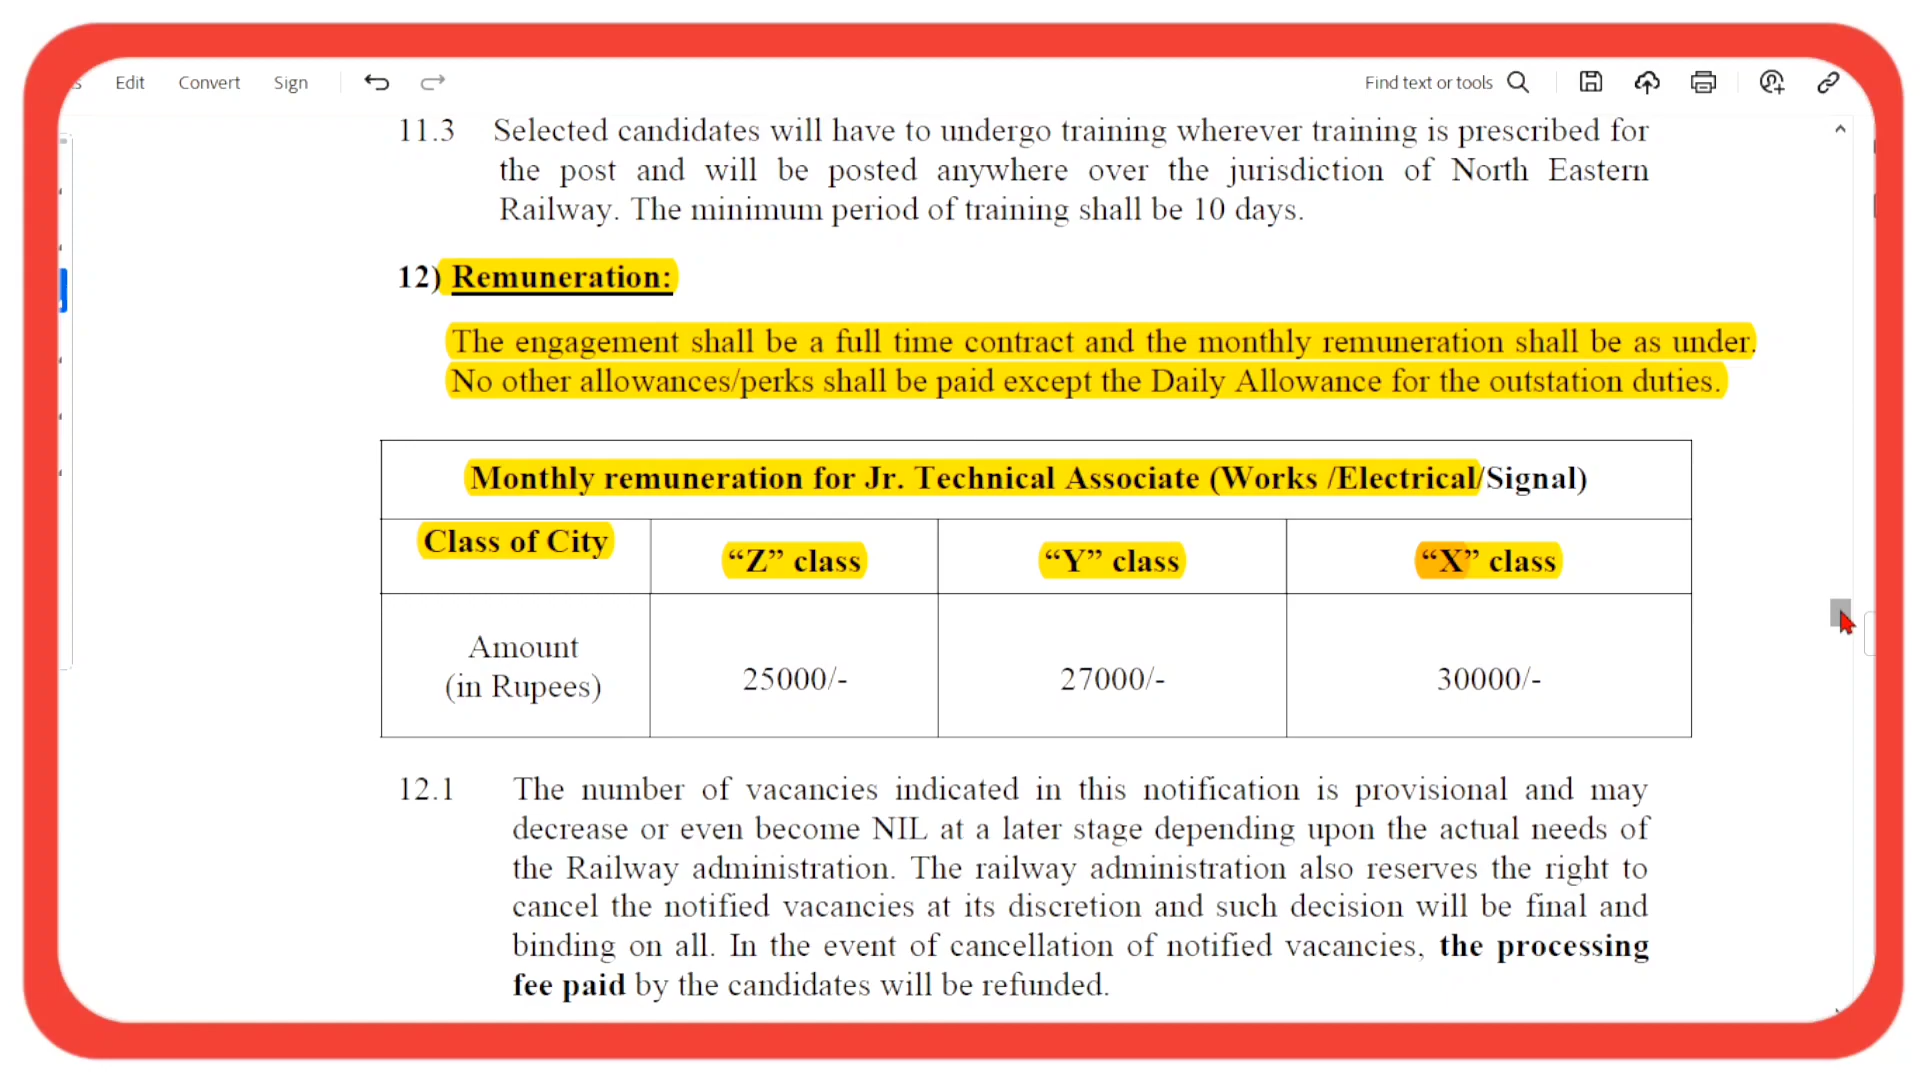 Edit Convert Sign Find text or tools
11.3 Selected candidates will have to undergo training wherever training is prescribed for
the post and will be posted anywhere over the jurisdiction of North Eastern
Railway. The minimum period of training shall be 10 days.
12) Remuneration:
The engagement shall be a full time contract and the monthly remuneration shall be as under.
No other allowances/perks shall be paid except the Daily Allowance for the outstation duties.
Monthly remuneration for Jr. Technical Associate (Works /Electrical/Signal)
Class of City “Z” class “Y” class “X” class
Amount
(in Rupees) 25000/- 27000/- 30000/-
12.1 The number of vacancies indicated in this notification is provisional and may
decrease or even become NIL at a later stage depending upon the actual needs of
the Railway administration. The railway administration also reserves the right to
cancel the notified vacancies at its discretion and such decision will be final and
binding on all. In the event of cancellation of notified vacancies, the processing
fee paid by the candidates will be refunded.